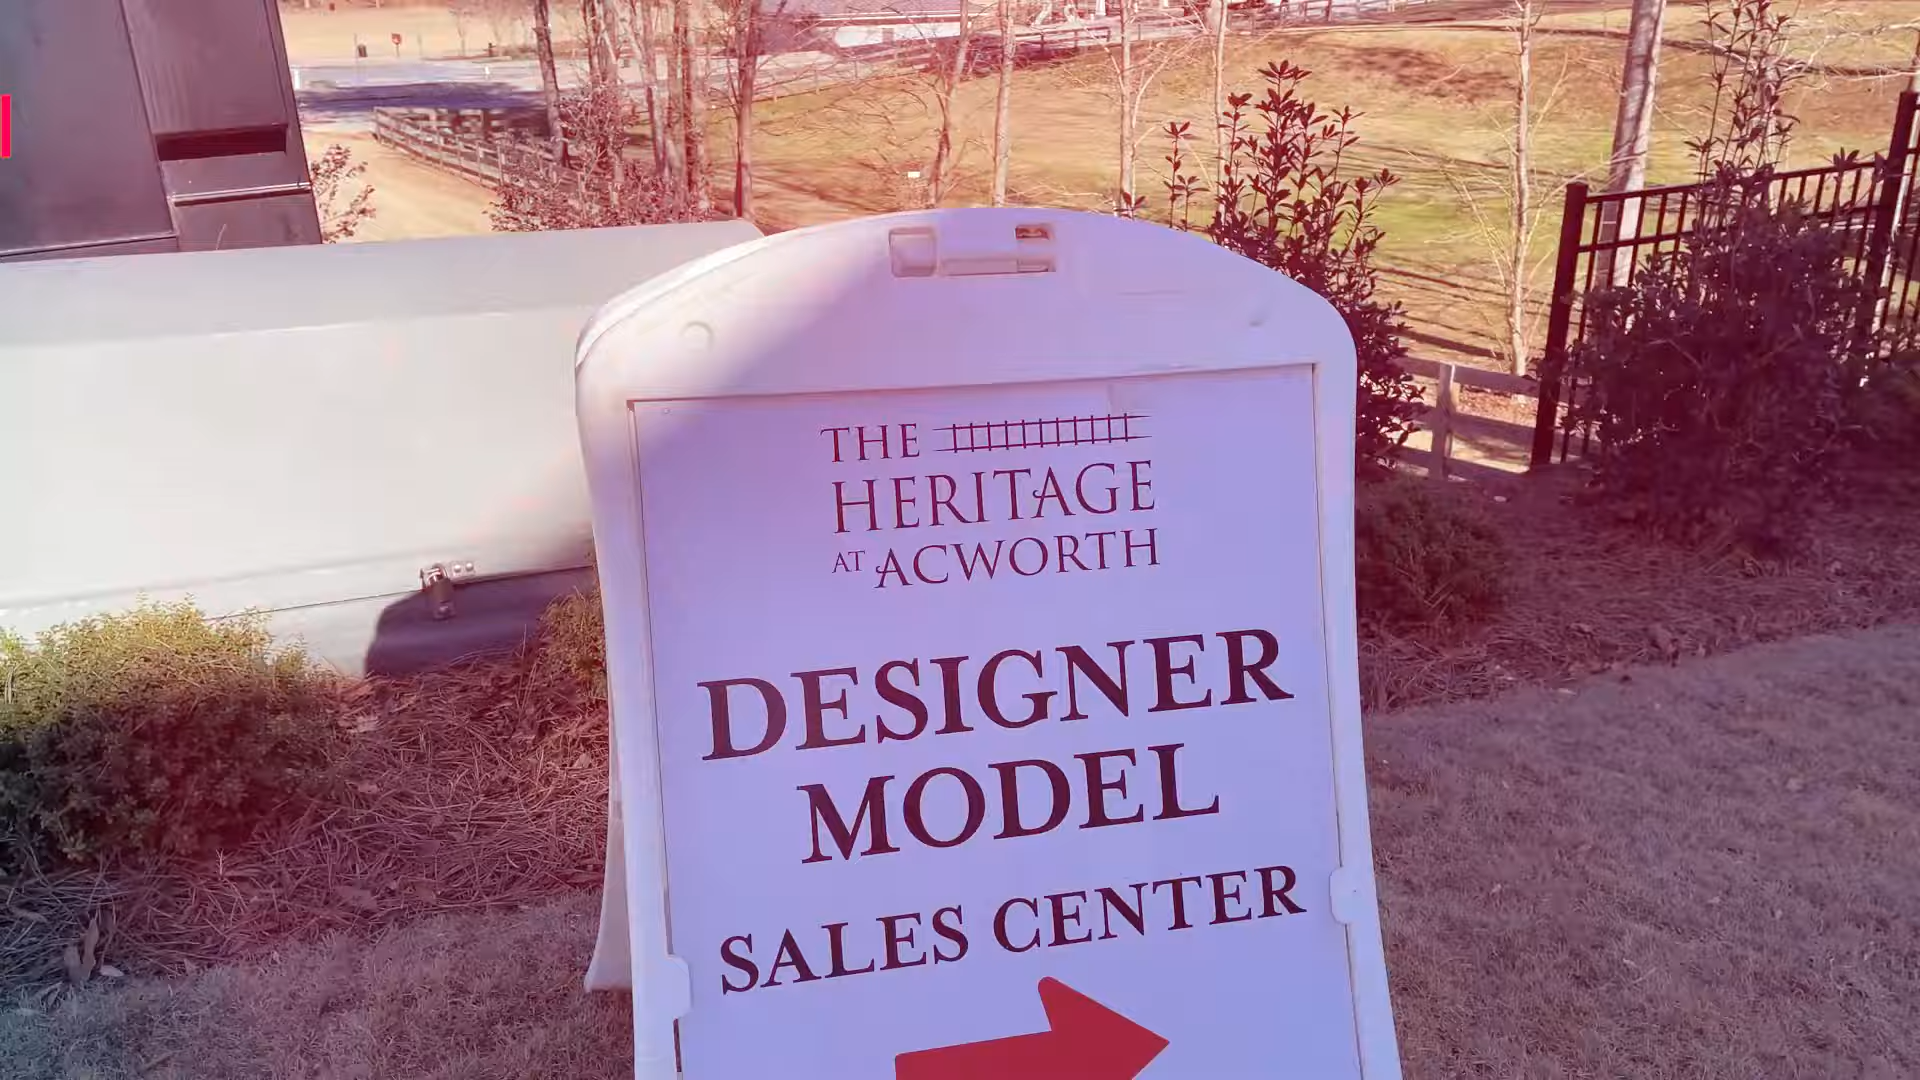 THE
HERITAGE
AT ACWORTH
DESIGNER
MODEL
SALES CENTER